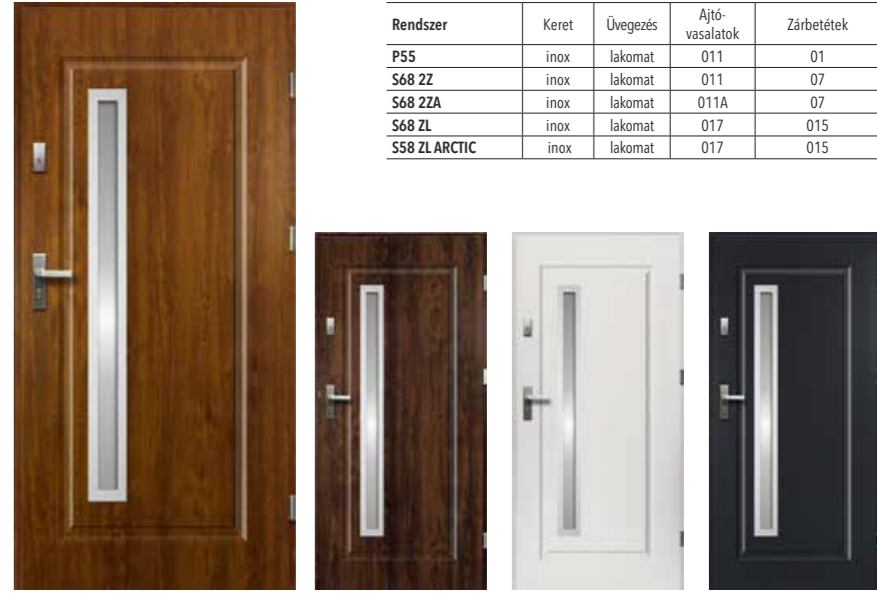 Rendszer Keret Üvegezés Ajtó-vasalatok Zárbetétek
P55 inox lakomat 011 01
S68 2Z inox lakomat 011 07
S68 2ZA inox lakomat 011A 07
S68 ZL inox lakomat 017 015
S58 ZL ARCTIC inox lakomat 017 015